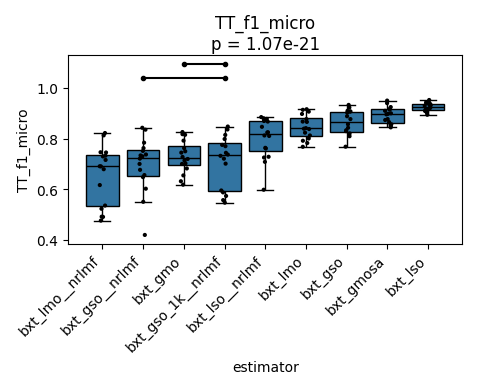 TT_f1_micro
p = 1.07e-21
TT_f1_micro
1.0
0.8
0.6
0.4
bxt_lmo__nrlmf
bxt_gso__nrlmf
bxt_gmo
bxt_gso_1k__nrlmf
bxt_lso__nrlmf
bxt_lmo
bxt_gso
bxt_gmosa
bxt_lso
estimator